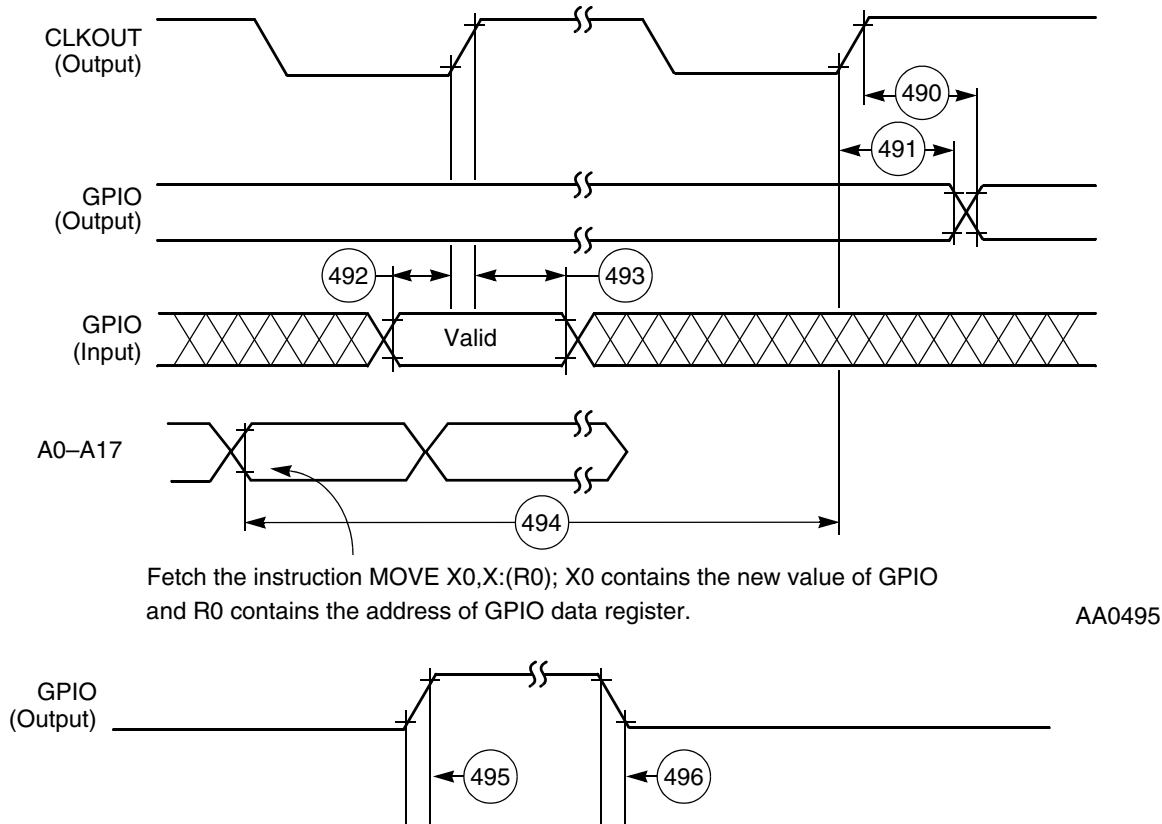 CLKOUT
(Output)
490
491
GPIO
(Output)
492
493
GPIO
(Input)
Valid
A0–A17
494
Fetch the instruction MOVE X0,X:(R0); X0 contains the new value of GPIO
and R0 contains the address of GPIO data register.
AA0495
GPIO
(Output)
495
496